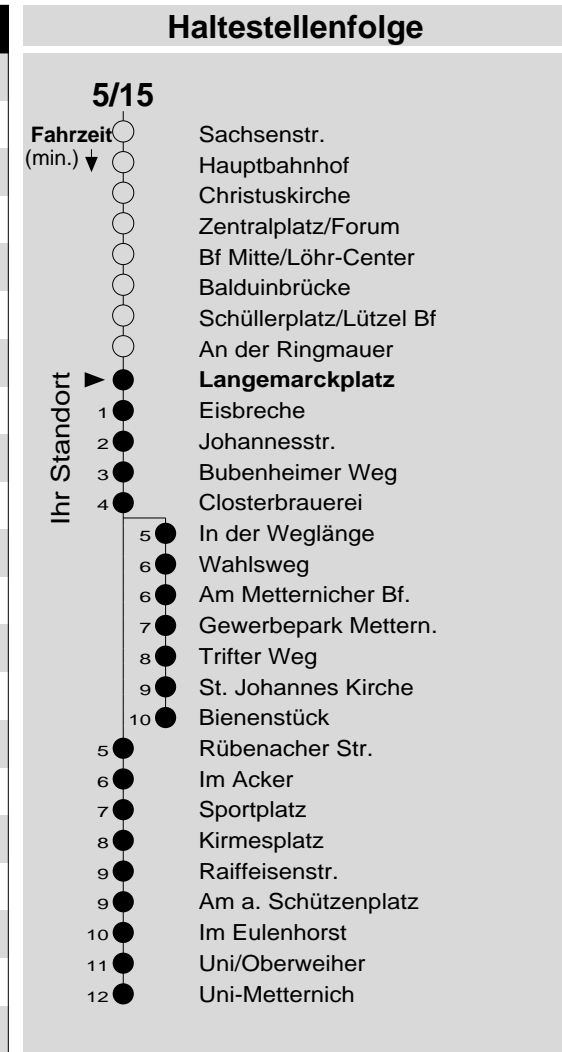 Haltestellenfolge
5/15
Fahrzeit
(min.)
Sachsenstr.
Hauptbahnhof
Christuskirche
Zentralplatz/Forum
Bf Mitte/Löhr-Center
Balduinbrücke
Schüllerplatz/Lützel Bf
An der Ringmauer
Ihr Standort
Langemarckplatz
1 Eisbreche
2 Johannesstr.
3 Bubenheimer Weg
4 Closterbrauerei
5 In der Weglänge
6 Wahlsweg
6 Am Metternicher Bf.
7 Gewerbepark Mettern.
8 Trifter Weg
9 St. Johannes Kirche
10 Bienenstück
5 Rübenacher Str.
6 Im Acker
7 Sportplatz
8 Kirmesplatz
9 Raiffeisenstr.
9 Am a. Schützenplatz
10 Im Eulenhorst
11 Uni/Oberweiher
12 Uni-Metternich